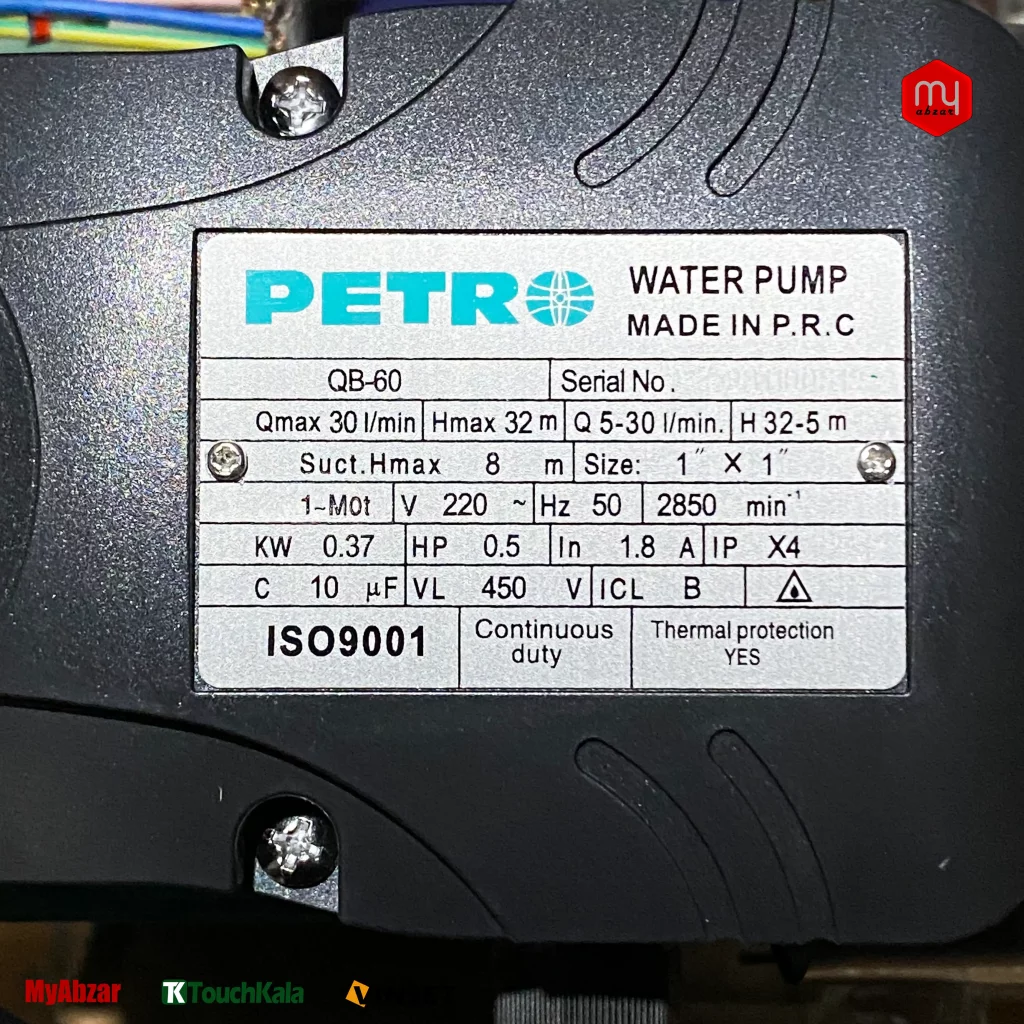 my
abzar
PETRO WATER PUMP
MADE IN P.R.C
QB-60 Serial No.
Qmax 30 l/min Hmax 32 m Q 5-30 l/min. H 32-5 m
Suct.Hmax 8 m Size: 1" X 1"
1~Mot V 220 ~ Hz 50 2850 min⁻¹
KW 0.37 HP 0.5 In 1.8 A IP X4
C 10 µF VL 450 V ICL B
ISO9001 Continuous duty Thermal protection YES
MyAbzar TK TouchKala